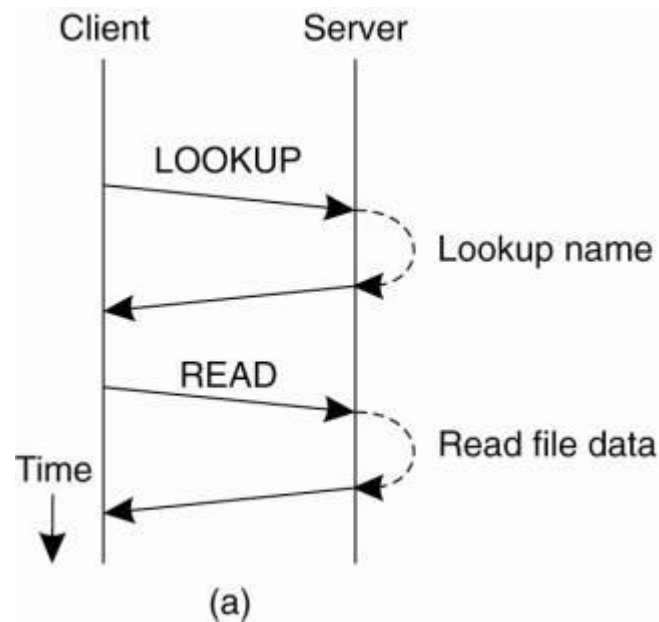 Client
Server
LOOKUP
Lookup name
READ
Read file data
Time
(a)